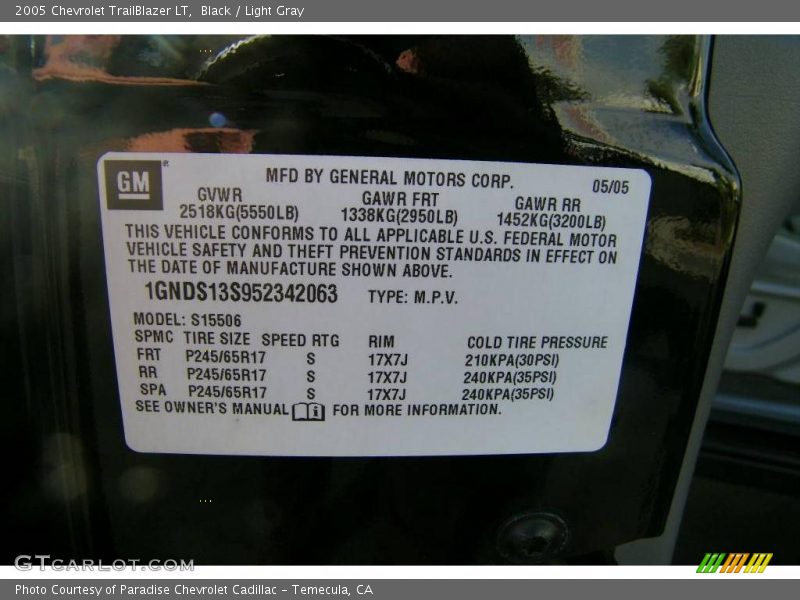 2005 Chevrolet TrailBlazer LT, Black / Light Gray
GM®
MFD BY GENERAL MOTORS CORP. 05/05
GVWR GAWR FRT GAWR RR
2518KG(5550LB) 1338KG(2950LB) 1452KG(3200LB)
THIS VEHICLE CONFORMS TO ALL APPLICABLE U.S. FEDERAL MOTOR
VEHICLE SAFETY AND THEFT PREVENTION STANDARDS IN EFFECT ON
THE DATE OF MANUFACTURE SHOWN ABOVE.
1GNDS13S952342063 TYPE: M.P.V.
MODEL: S15506
SPMC TIRE SIZE SPEED RTG RIM COLD TIRE PRESSURE
FRT P245/65R17 S 17X7J 210KPA(30PSI)
RR P245/65R17 S 17X7J 240KPA(35PSI)
SPA P245/65R17 S 17X7J 240KPA(35PSI)
SEE OWNER'S MANUAL FOR MORE INFORMATION.
GTCARLOT.COM
Photo Courtesy of Paradise Chevrolet Cadillac - Temecula, CA